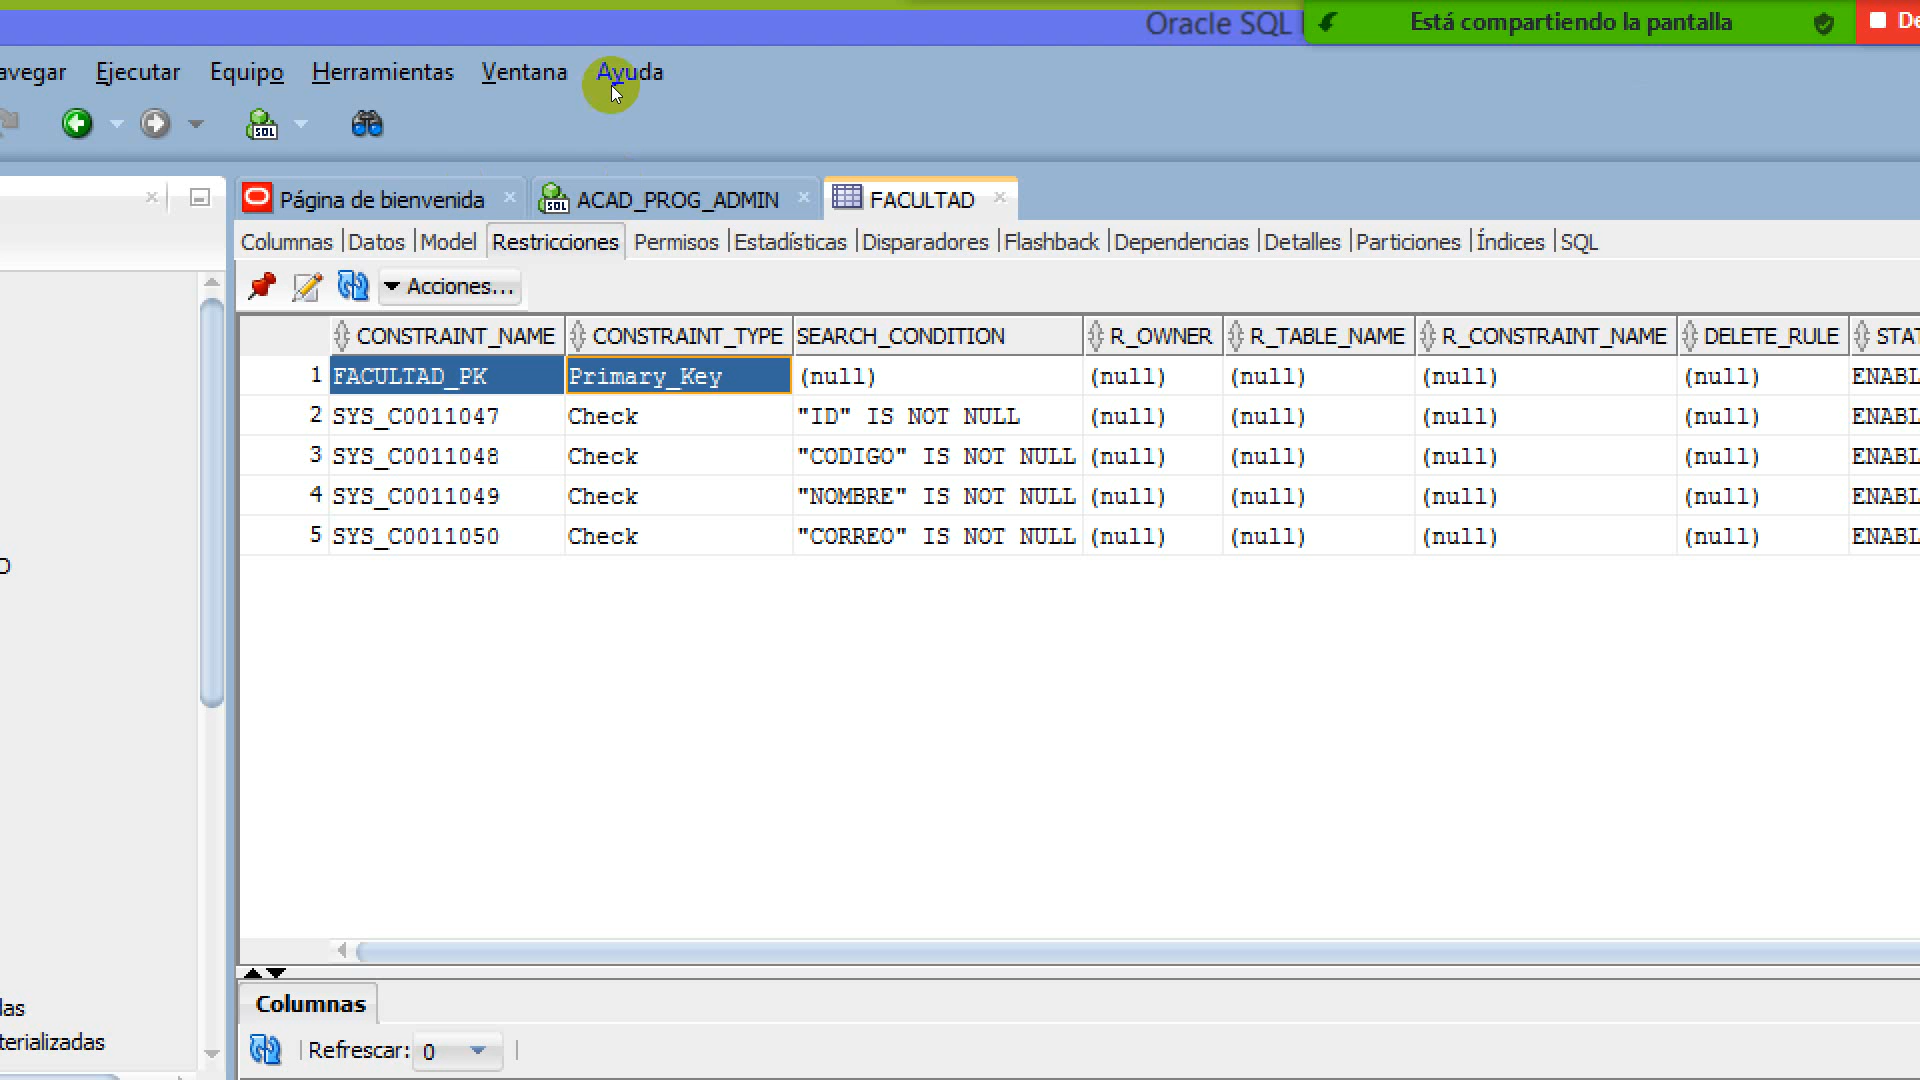 Oracle SQL
Está compartiendo la pantalla
De
avegar Ejecutar Equipo Herramientas Ventana Ayuda
SQL
Página de bienvenida ACAD_PROG_ADMIN FACULTAD
Columnas Datos Model Restricciones Permisos Estadísticas Disparadores Flashback Dependencias Detalles Particiones Índices SQL
Acciones...
CONSTRAINT_NAME CONSTRAINT_TYPE SEARCH_CONDITION R_OWNER R_TABLE_NAME R_CONSTRAINT_NAME DELETE_RULE STAT
1 FACULTAD_PK Primary_Key (null) (null) (null) (null) (null) ENABL
2 SYS_C0011047 Check "ID" IS NOT NULL (null) (null) (null) (null) ENABL
3 SYS_C0011048 Check "CODIGO" IS NOT NULL (null) (null) (null) (null) ENABL
4 SYS_C0011049 Check "NOMBRE" IS NOT NULL (null) (null) (null) (null) ENABL
5 SYS_C0011050 Check "CORREO" IS NOT NULL (null) (null) (null) (null) ENABL
das
terializadas
Columnas
Refrescar: 0